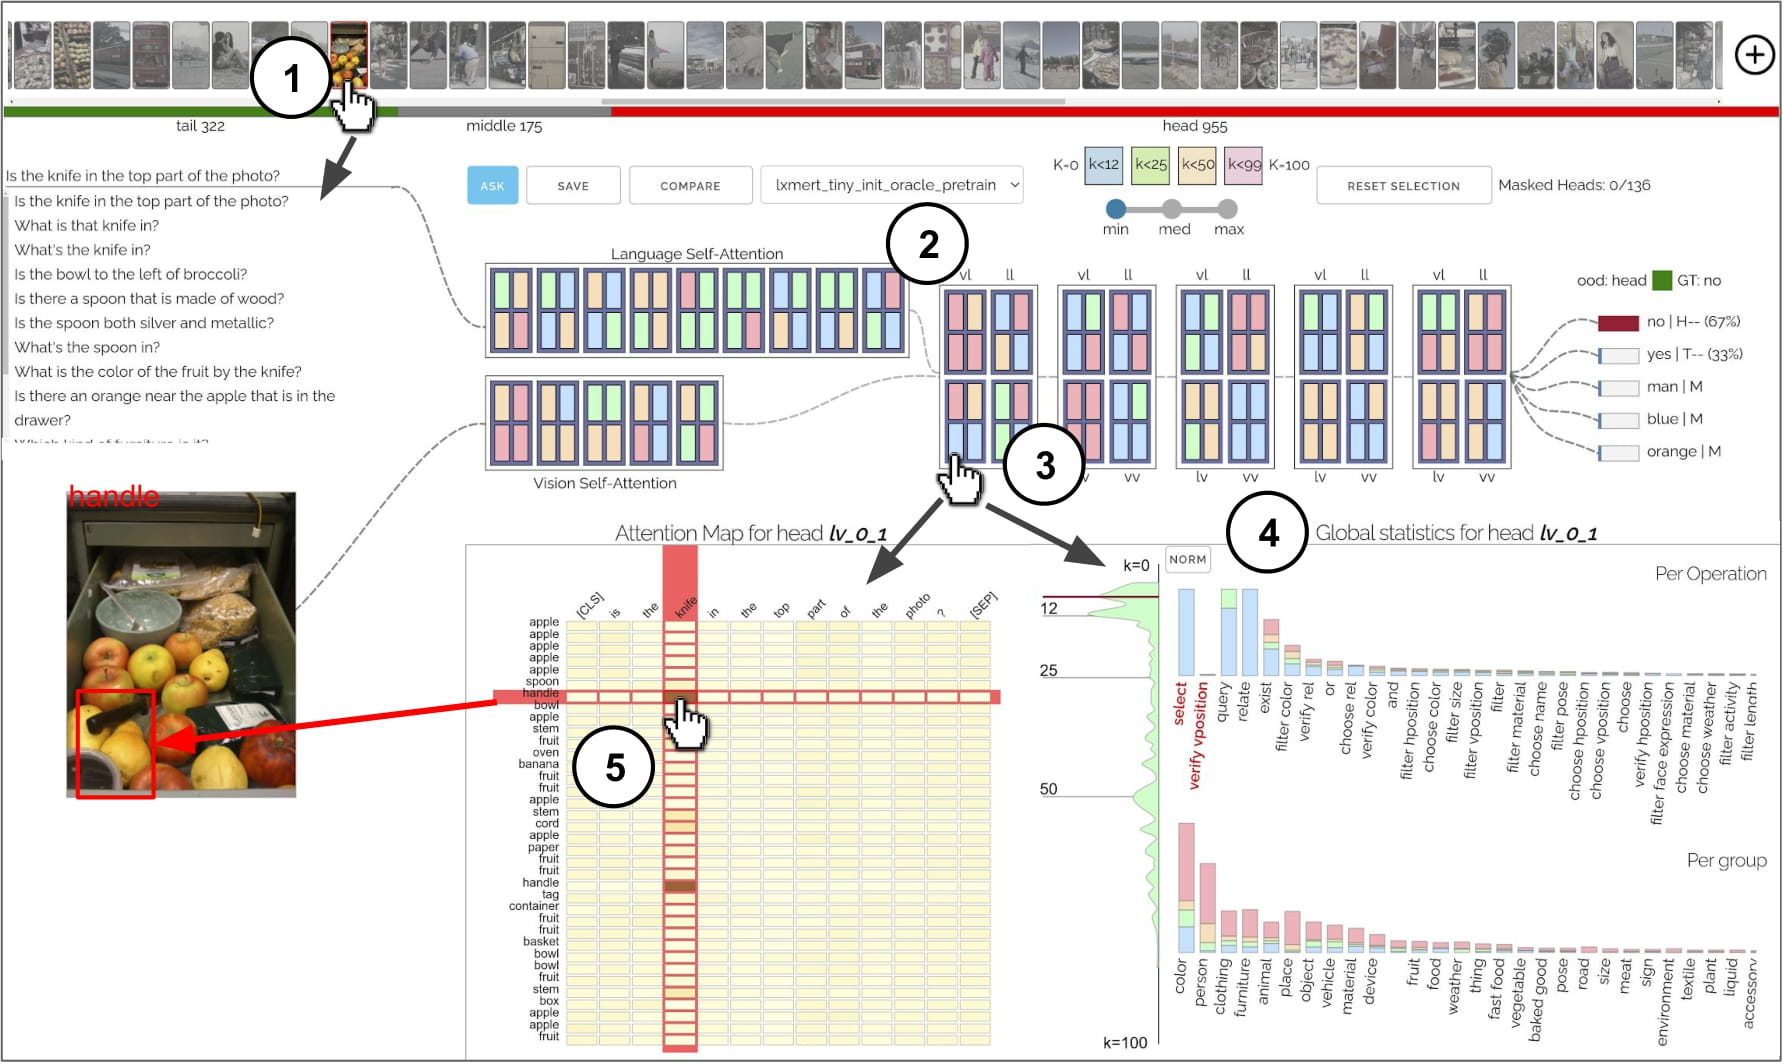 1
tail 322
middle 175
head 955
Is the knife in the top part of the photo?
Is the knife in the top part of the photo?
What is that knife in?
What's the knife in?
Is the bowl to the left of broccoli?
Is there a spoon that is made of wood?
Is the spoon both silver and metallic?
What's the spoon in?
What is the color of the fruit by the knife?
Is there an orange near the apple that is in the
drawer?
Which kind of furniture is it?
ASK
SAVE
COMPARE
lxmert_tiny_init_oracle_pretrain
K=0
k<12
k<25
k<50
k<99
K=100
min
med
max
RESET SELECTION
Masked Heads: 0/136
2
Language Self-Attention
Vision Self-Attention
vl
ll
vl
ll
vl
ll
vl
ll
vl
ll
3
v
vv
lv
vv
lv
vv
lv
vv
ood: head
GT: no
no | H-- (67%)
yes | T-- (33%)
man | M
blue | M
orange | M
handle
Attention Map for head lv_0_1
[CLS]
is
the
knife
in
the
top
part
of
the
photo
?
[SEP]
apple
apple
apple
apple
apple
spoon
handle
bowl
apple
stem
fruit
oven
banana
fruit
fruit
apple
stem
cord
apple
paper
fruit
fruit
handle
tag
container
fruit
fruit
basket
bowl
bowl
fruit
stem
box
apple
apple
fruit
5
4
Global statistics for head lv_0_1
k=0
12
25
50
k=100
NORM
Per Operation
select
verify vposition
query
relate
exist
filter color
verify rel
or
choose rel
verify color
and
filter hposition
choose color
filter size
filter vposition
filter
filter material
choose name
filter pose
choose hposition
choose vposition
choose
verify hposition
filter face expression
choose material
choose weather
filter activity
filter length
Per group
color
person
clothing
furniture
animal
place
object
vehicle
material
device
fruit
food
weather
thing
fast food
vegetable
baked good
pose
road
size
meat
sign
environment
textile
plant
liquid
accessory